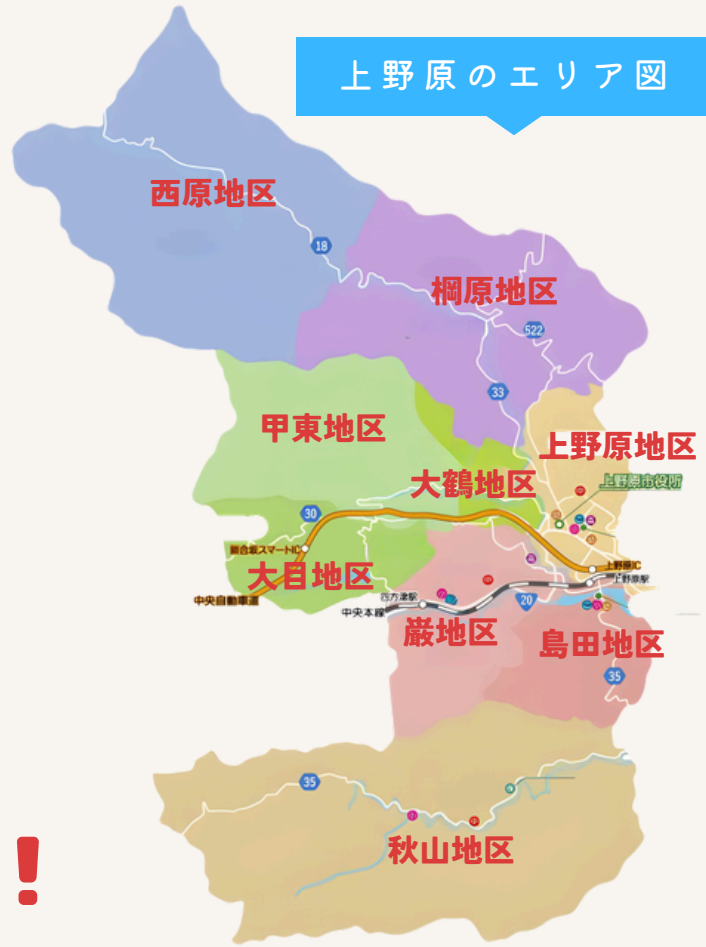 上野原のエリア図
西原地区
18
棡原地区
522
33
甲東地区
上野原地区
大鶴地区
上野原市役所
30
談合坂スマートIC
大目地区
上野原IC
上野原駅
中央自動車道
四方津駅
中央本線
20
巌地区
島田地区
35
35
秋山地区
!